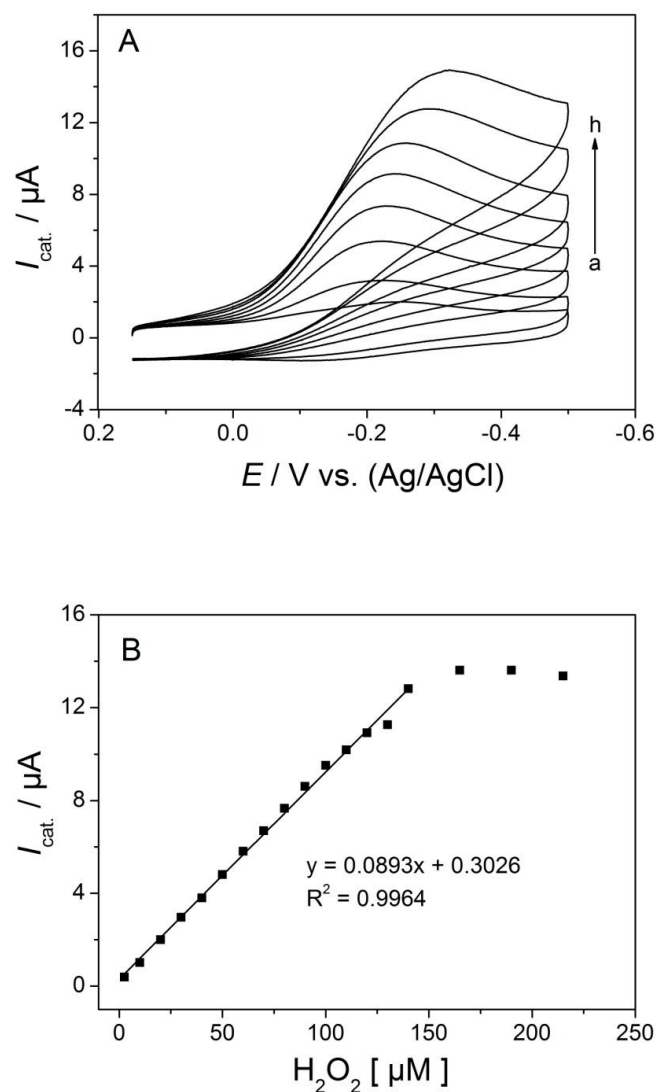 A
16
12
8
4
0
-4
I cat. / µA
h
a
0.2 0.0 -0.2 -0.4 -0.6
E / V vs. (Ag/AgCl)
B
16
12
8
4
0
I cat. / µA
y = 0.0893x + 0.3026
R² = 0.9964
0 50 100 150 200 250
H₂O₂ [ µM ]